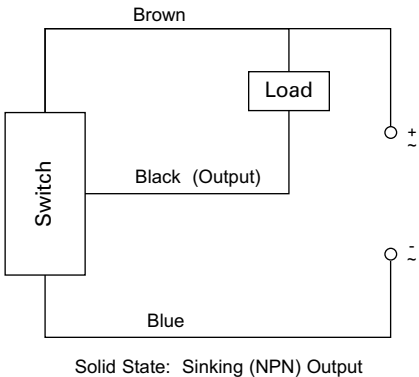 Brown
Load
+
~
Switch
Black (Output)
-
~
Blue
Solid State: Sinking (NPN) Output